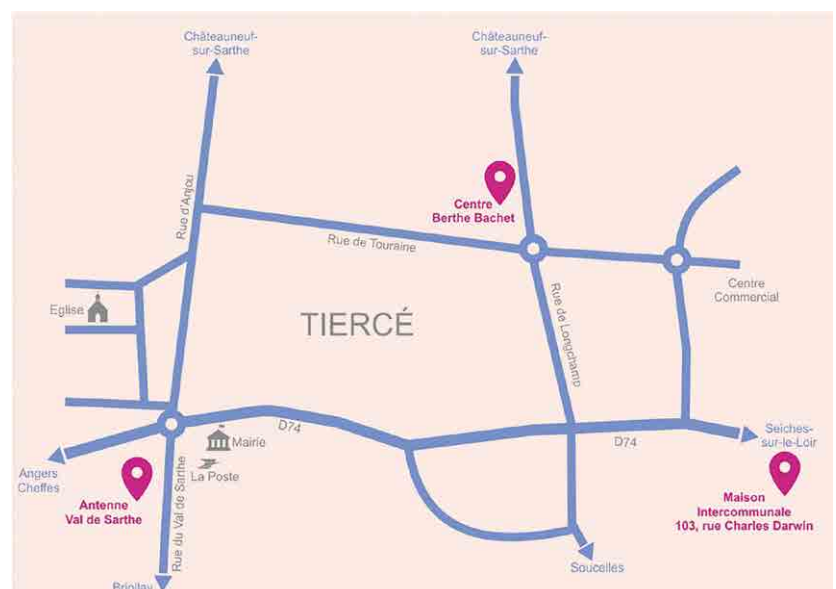 Châteauneuf-
sur-Sarthe
Châteauneuf-
sur-Sarthe
Rue d'Anjou
Centre
Berthe Bachet
Rue de Touraine
Centre
Commercial
Eglise
TIERCÉ
Rue de Longchamp
D74
Mairie
La Poste
D74
Seiches-
sur-le-Loir
Angers
Cheffes
Antenne
Val de Sarthe
Rue du Val de Sarthe
Maison
Intercommunale
103, rue Charles Darwin
Soucelles
Briollay